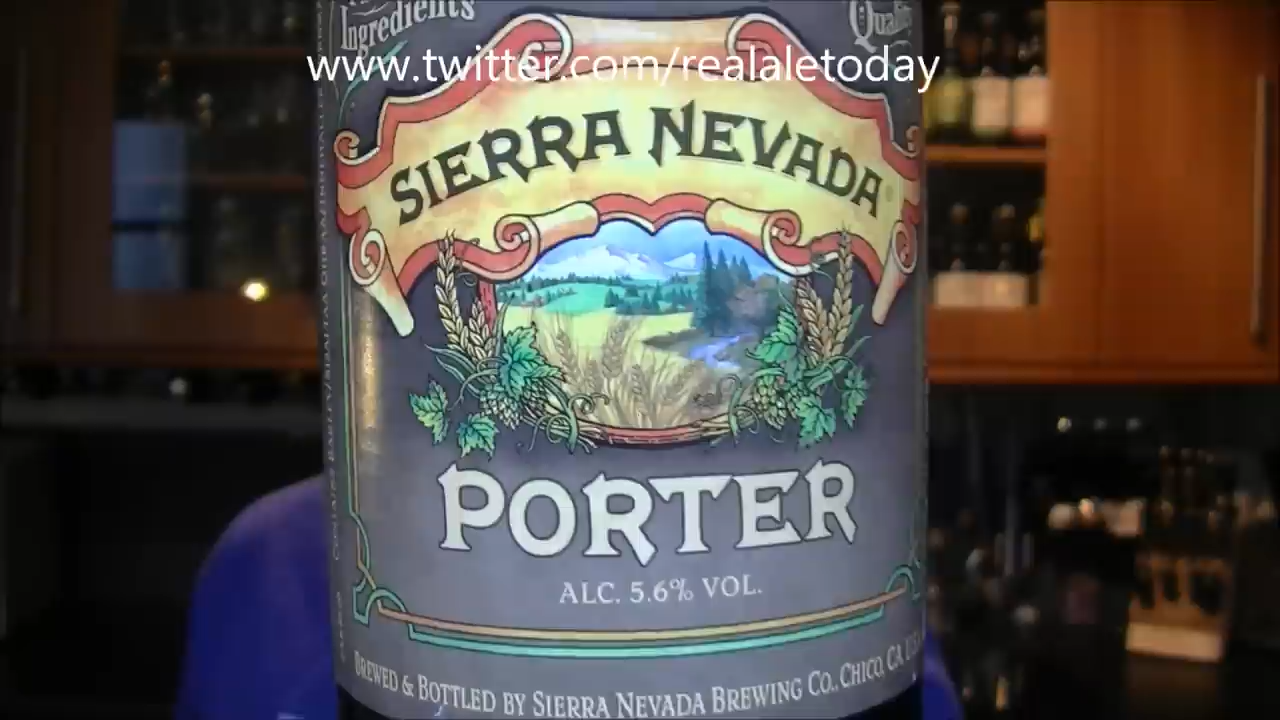 Ingredients
Quality
www.twitter.com/realaletoday
SIERRA NEVADA
PORTER
ALC. 5.6% VOL.
BREWED & BOTTLED BY SIERRA NEVADA BREWING CO., CHICO, CA